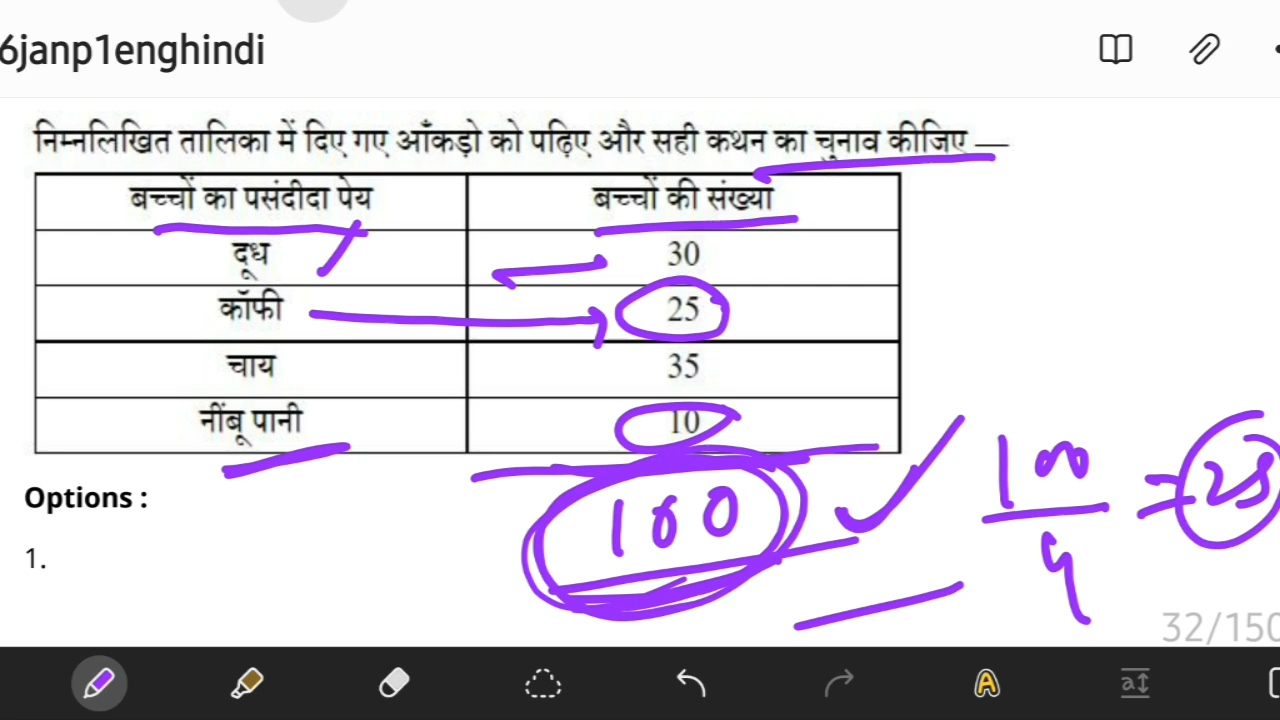 6janp1enghindi
निम्नलिखित तालिका में दिए गए आँकड़ो को पढ़िए और सही कथन का चुनाव कीजिए —
बच्चों का पसंदीदा पेय बच्चों की संख्या
दूध 30
कॉफी 25
चाय 35
नींबू पानी 10
100
100
4
= 25
Options :
1.
32/150
A
a